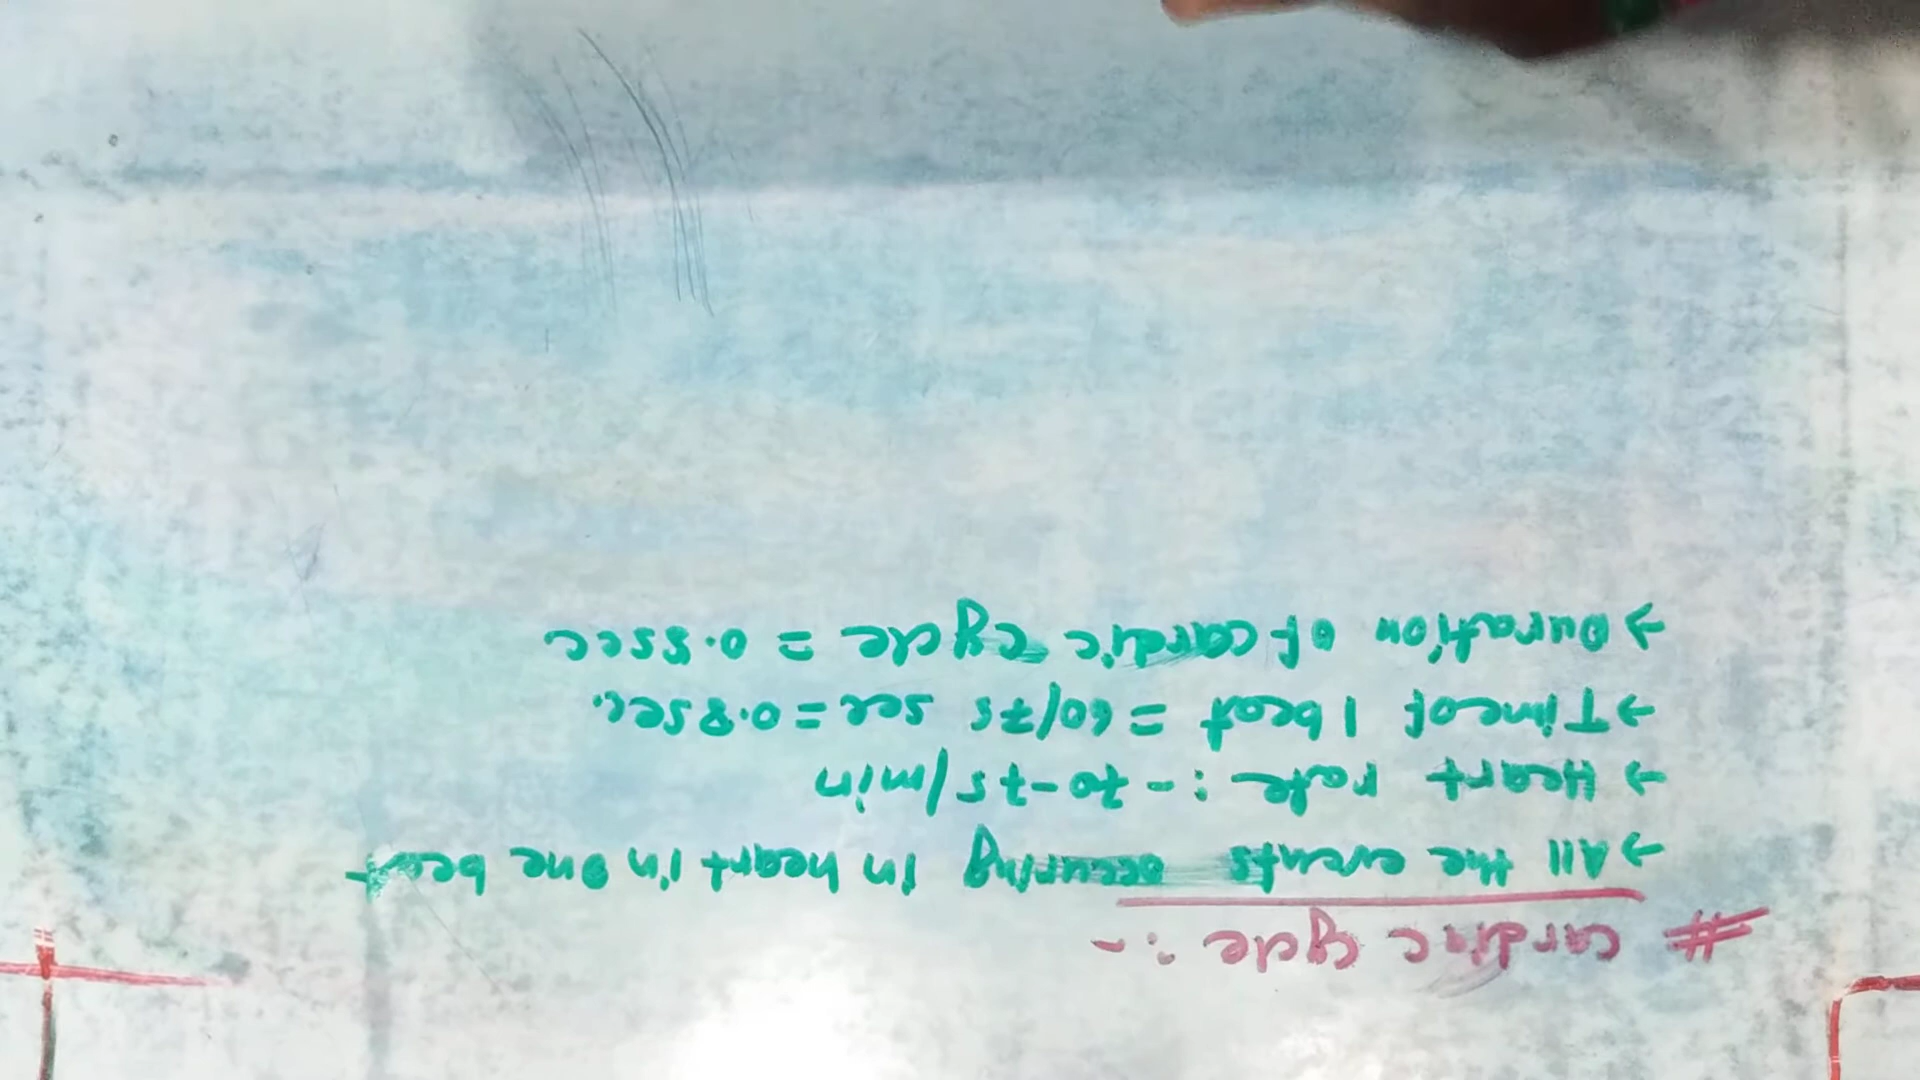 # cardiac cycle :-
→ All the events occuring in heart in one beat
→ Heart rate :- 70-75/min
→ Time of 1 beat = 60/75 sec = 0.8 sec.
→ Duration of cardic cycle = 0.8 sec